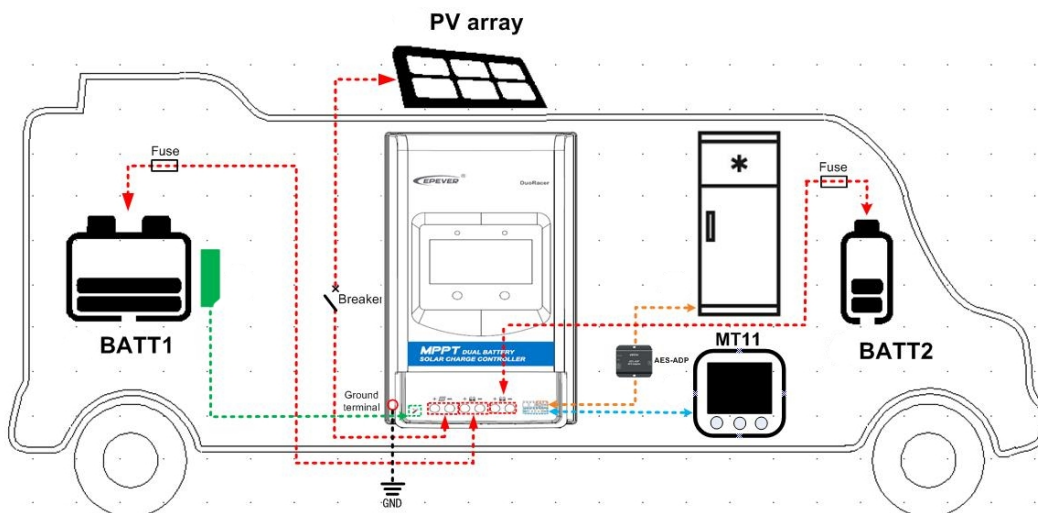 PV array
Fuse
EPEVER ®
DuoRacer
Fuse
Breaker
BATT1
MPPT DUAL BATTERY
SOLAR CHARGE CONTROLLER
MT11
BATT2
AES-ADP
Ground
terminal
GND